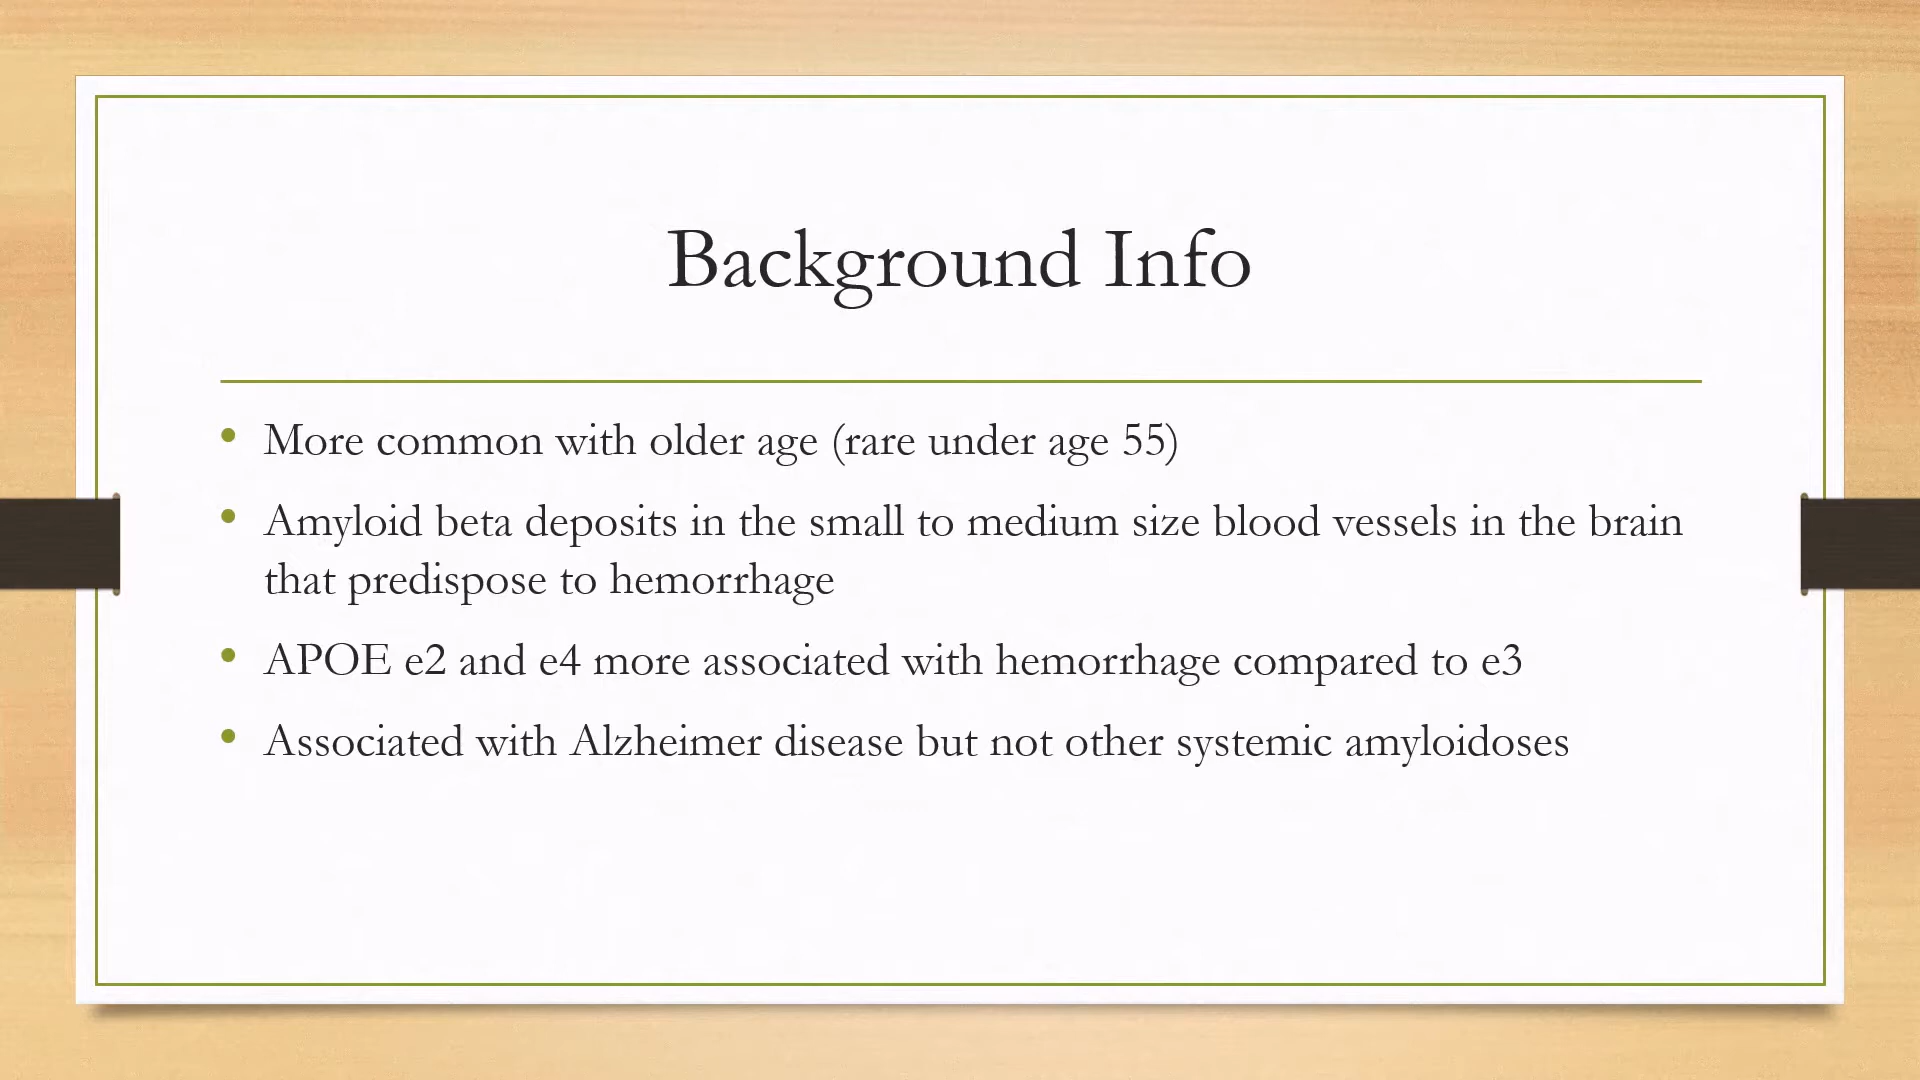 Background Info
• More common with older age (rare under age 55)
• Amyloid beta deposits in the small to medium size blood vessels in the brain
that predispose to hemorrhage
• APOE e2 and e4 more associated with hemorrhage compared to e3
• Associated with Alzheimer disease but not other systemic amyloidoses